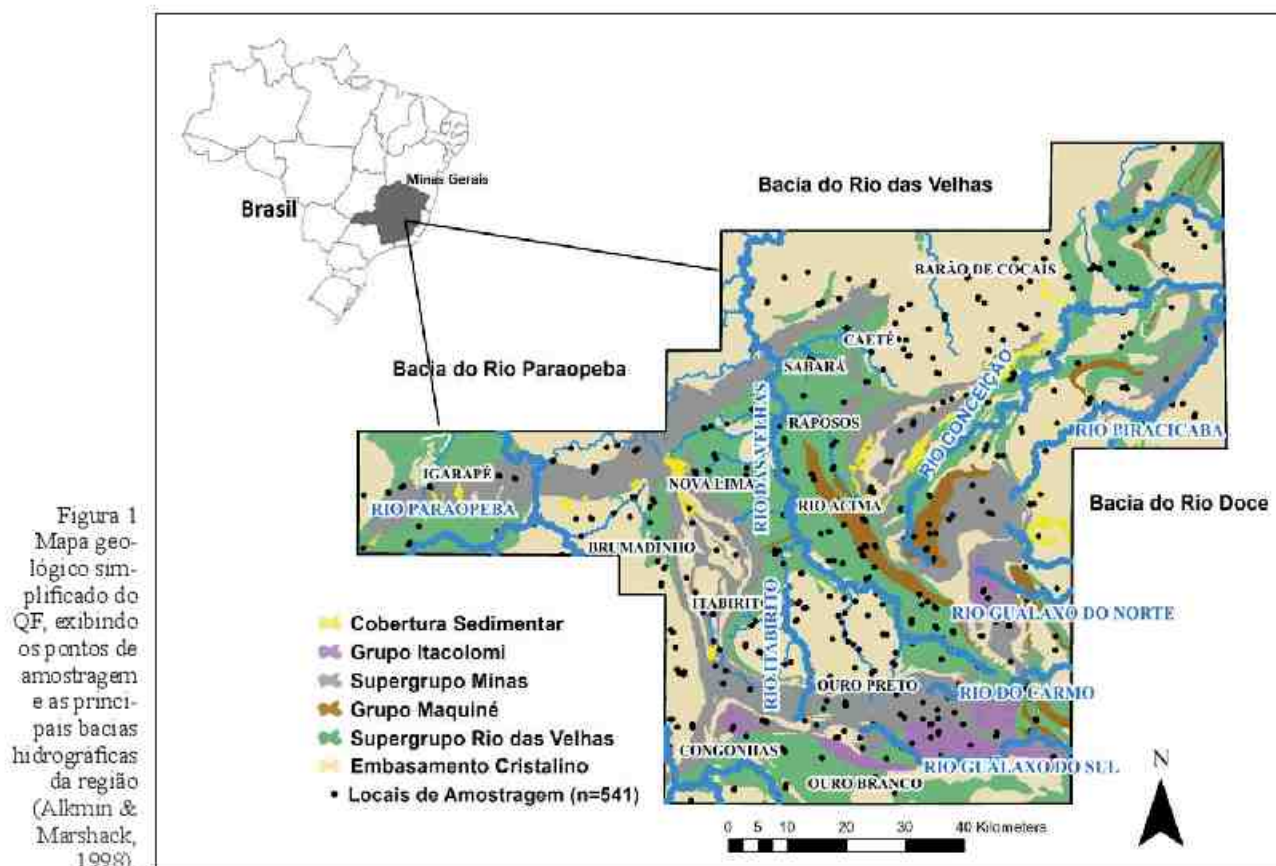 Minas Gerais
Brasil
Bacia do Rio das Velhas
BARÃO DE COCAIS
CAETÉ
Bacia do Rio Paraopeba
SABARÁ
RIO CONCEIÇÃO
RIO DAS VELHAS
RAPOSOS
RIO PIRACICABA
IGARAPÉ
NOVA LIMA
RIO PARAOPEBA
RIO ACIMA
Bacia do Rio Doce
BRUMADINHO
ITABIRITO
RIO ITABIRITO
RIO GUALAXO DO NORTE
OURO PRETO
RIO DO CARMO
CONGONHAS
RIO GUALAXO DO SUL
OURO BRANCO
Cobertura Sedimentar
Grupo Itacolomi
Supergrupo Minas
Grupo Maquiné
Supergrupo Rio das Velhas
Embasamento Cristalino
Locais de Amostragem (n=541)
N
0 5 10 20 30 40 Kilometers
Figura 1
Mapa geo-
lógico sim-
plificado do
QF, exibindo
os pontos de
amostragem
e as princi-
pais bacias
hidrográficas
da região
(Alkmin &
Marshack,
1998)